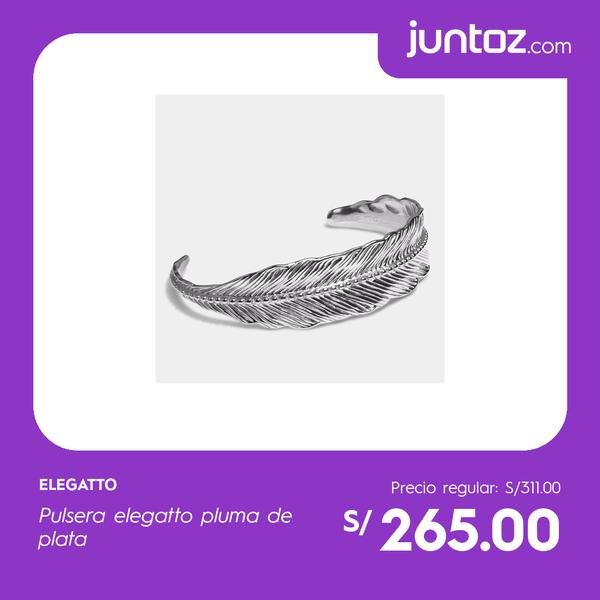 juntoz.com
ELEGATTO
Pulsera elegatto pluma de
plata
Precio regular: S/311.00
S/ 265.00